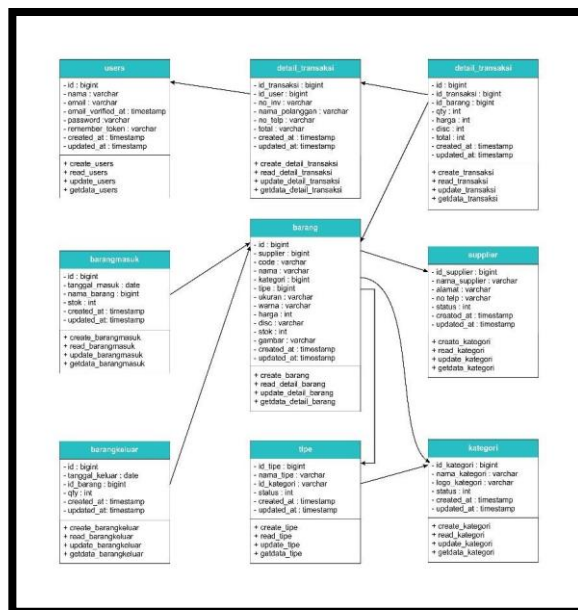 users
- id : bigint
- nama : varchar
- email : varchar
- email_verified_at : timestamp
- password :varchar
- remember_token : varchar
- created_at : timestamp
- updated_at : timestamp
+ create_users
+ read_users
+ update_users
+ getdata_users
detail_transaksi
- id_transaksi : bigint
- id_user : bigint
- no_inv : varchar
- nama_pelanggan : varchar
- no_telp : varchar
- total : varchar
- created_at : timestamp
- updated_at : timestamp
+ create_detail_transaksi
+ read_detail_transaksi
+ update_detail_transaksi
+ getdata_detail_transaksi
detail_transaksi
- id : bigint
- id_transaksi : bigint
- id_barang : bigint
- qty : int
- harga : int
- disc : int
- total : int
- created_at : timestamp
- updated_at : timestamp
+ create_transaksi
+ read_transaksi
+ update_transaksi
+ getdata_transaksi
barangmasuk
- id : bigint
- tanggal_masuk : date
- nama_barang : bigint
- stok : int
- created_at : timestamp
- updated_at : timestamp
+ create_barangmasuk
+ read_barangmasuk
+ update_barangmasuk
+ getdata_barangmasuk
barang
- id : bigint
- supplier : bigint
- code : varchar
- nama : varchar
- kategori : bigint
- tipe : bigint
- ukuran : varchar
- warna : varchar
- harga : int
- disc : varchar
- stok : int
- gambar : varchar
- created_at : timestamp
- updated_at : timestamp
+ create_barang
+ read_detail_barang
+ update_detail_barang
+ getdata_detail_barang
supplier
- id_supplier : bigint
- nama_supplier : varchar
- alamat : varchar
- no telp : varchar
- status : int
- created_at : timestamp
- updated_at : timestamp
+ create_kategori
+ read_kategori
+ update_kategori
+ getdata_kategori
barangkeluar
- id : bigint
- tanggal_keluar : date
- id_barang : bigint
- qty : int
- created_at : timestamp
- updated_at : timestamp
+ create_barangkeluar
+ read_barangkeluar
+ update_barangkeluar
+ getdata_barangkeluar
tipe
- id_tipe : bigint
- nama_tipe : varchar
- id_kategori : varchar
- status : int
- created_at : timestamp
- updated_at : timestamp
+ create_tipe
+ read_tipe
+ update_tipe
+ getdata_tipe
kategori
- id_kategori : bigint
- nama_kategori : varchar
- logo_kategori : varchar
- status : int
- created_at : timestamp
- updated_at : timestamp
+ create_kategori
+ read_kategori
+ update_kategori
+ getdata_kategori